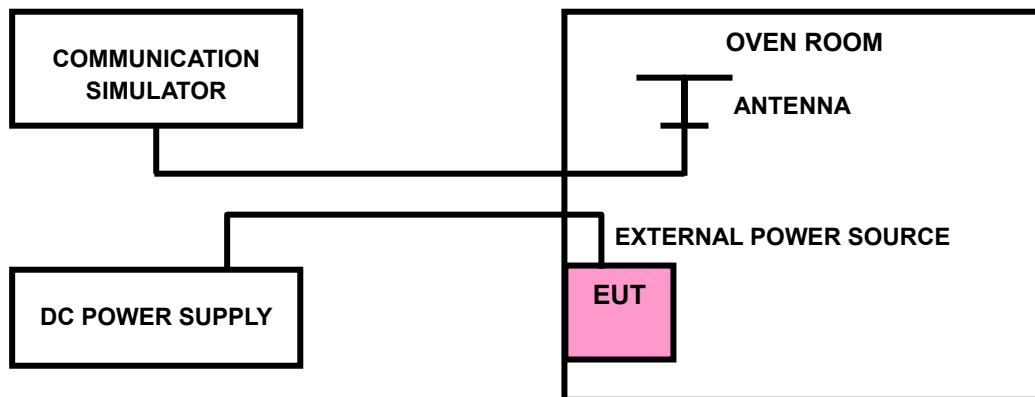 COMMUNICATION
SIMULATOR
OVEN ROOM
ANTENNA
EXTERNAL POWER SOURCE
EUT
DC POWER SUPPLY